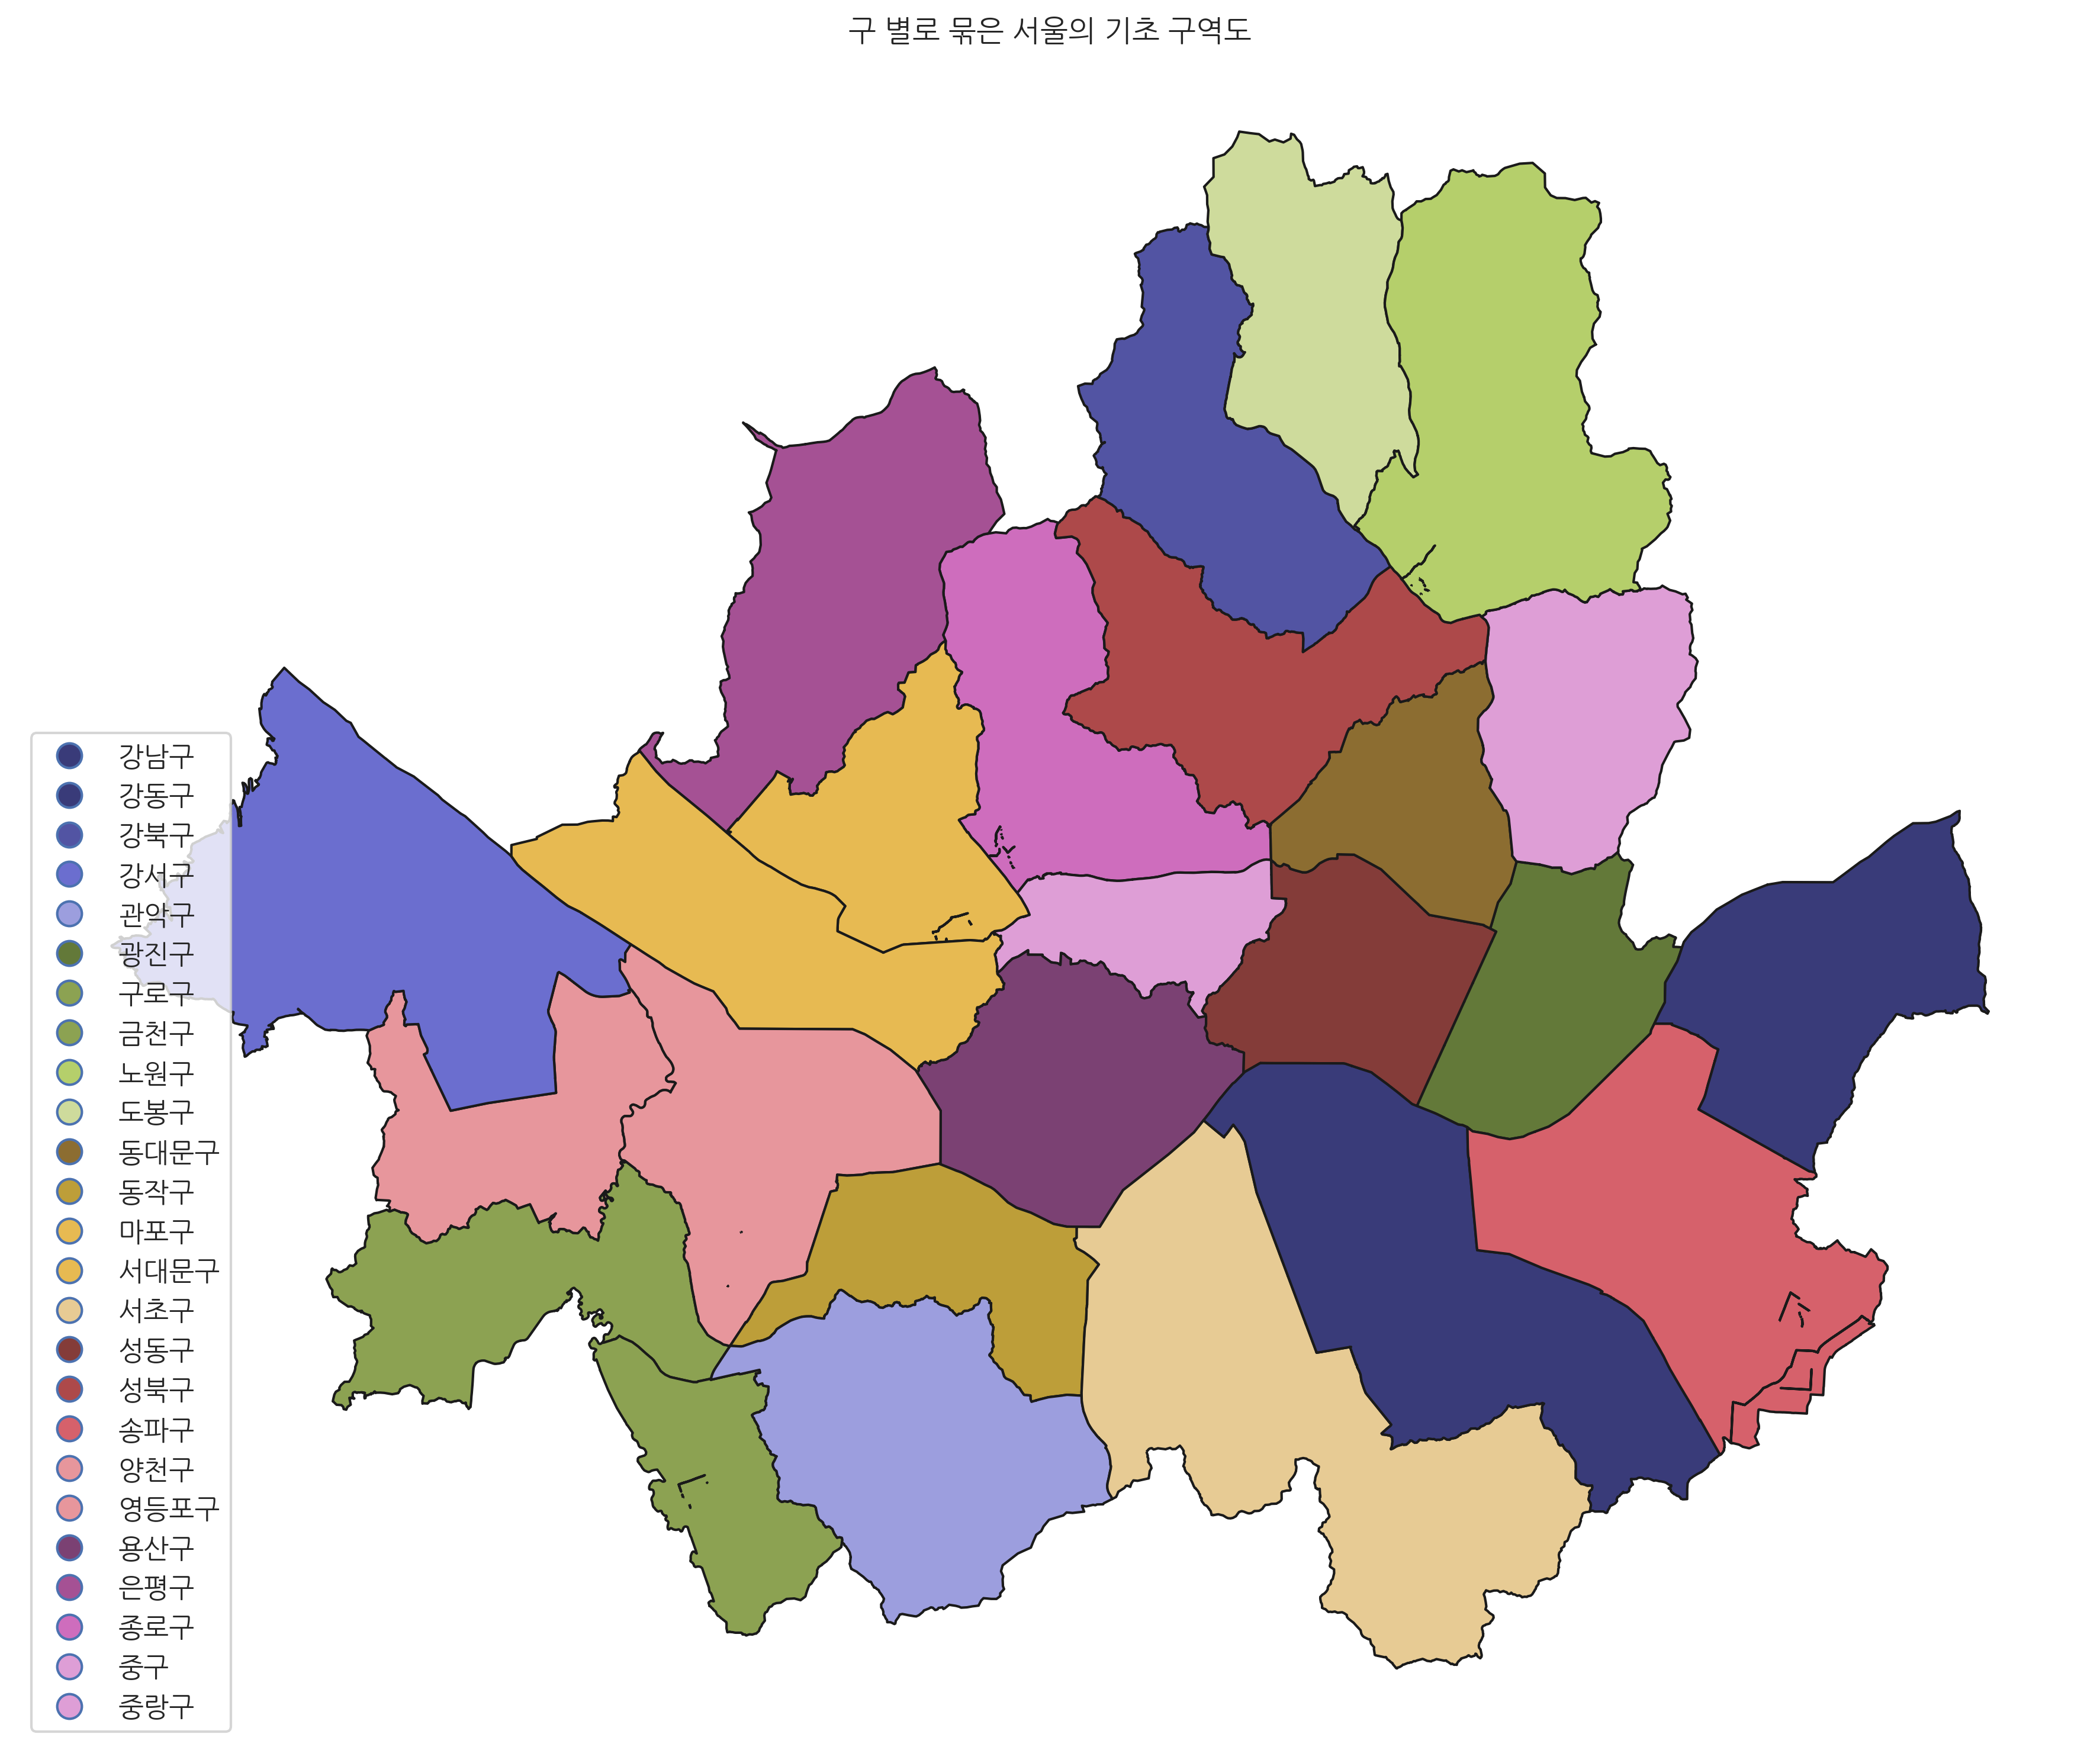 구 별로 묶은 서울의 기초 구역도
강남구
강동구
강북구
강서구
관악구
광진구
구로구
금천구
노원구
도봉구
동대문구
동작구
마포구
서대문구
서초구
성동구
성북구
송파구
양천구
영등포구
용산구
은평구
종로구
중구
중랑구